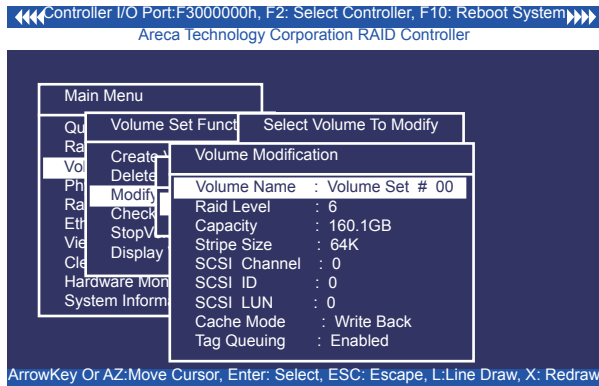 Controller I/O Port:F3000000h, F2: Select Controller, F10: Reboot System
Areca Technology Corporation RAID Controller
Main Menu
Volume Set Funct
Select Volume To Modify
Qu
Ra
Vol
Ph
Ra
Eth
Vie
Cle
Hardware Mon
System Inform
Create V
Delete
Modify
Check
StopV
Display
Volume Modification
Volume Name : Volume Set # 00
Raid Level : 6
Capacity : 160.1GB
Stripe Size : 64K
SCSI Channel : 0
SCSI ID : 0
SCSI LUN : 0
Cache Mode : Write Back
Tag Queuing : Enabled
ArrowKey Or AZ:Move Cursor, Enter: Select, ESC: Escape, L:Line Draw, X: Redraw